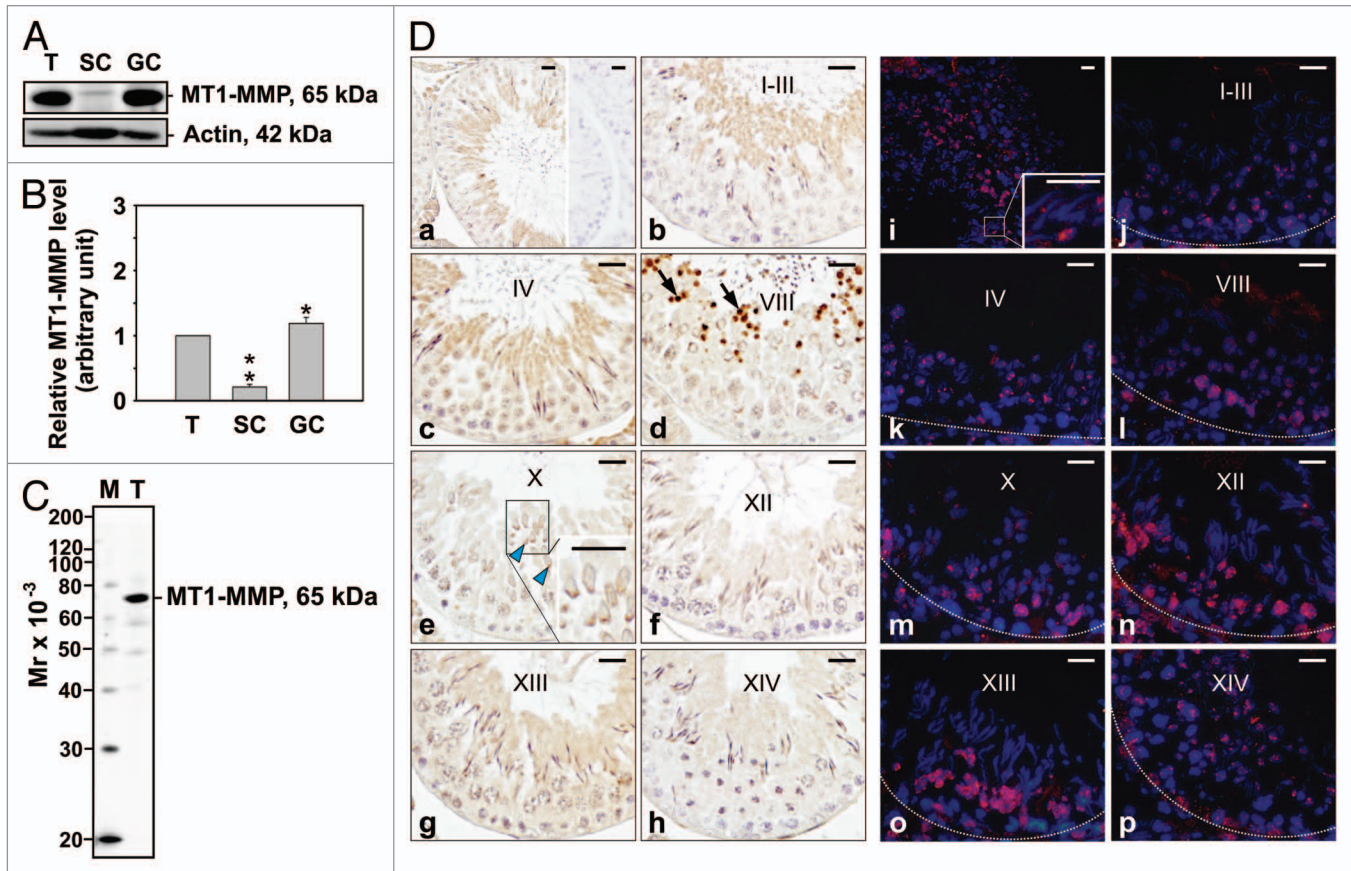 A
T SC GC
MT1-MMP, 65 kDa
Actin, 42 kDa
B
Relative MT1-MMP level
(arbitrary unit)
3
2
1
0
*
*
*
T SC GC
C
M T
200
120
100
80
60
50
40
30
20
Mr x 10-3
MT1-MMP, 65 kDa
D
a
I-III
b
IV
c
VIII
d
X
e
XII
f
XIII
g
XIV
h
i
I-III
j
IV
k
VIII
l
X
m
XII
n
XIII
o
XIV
p